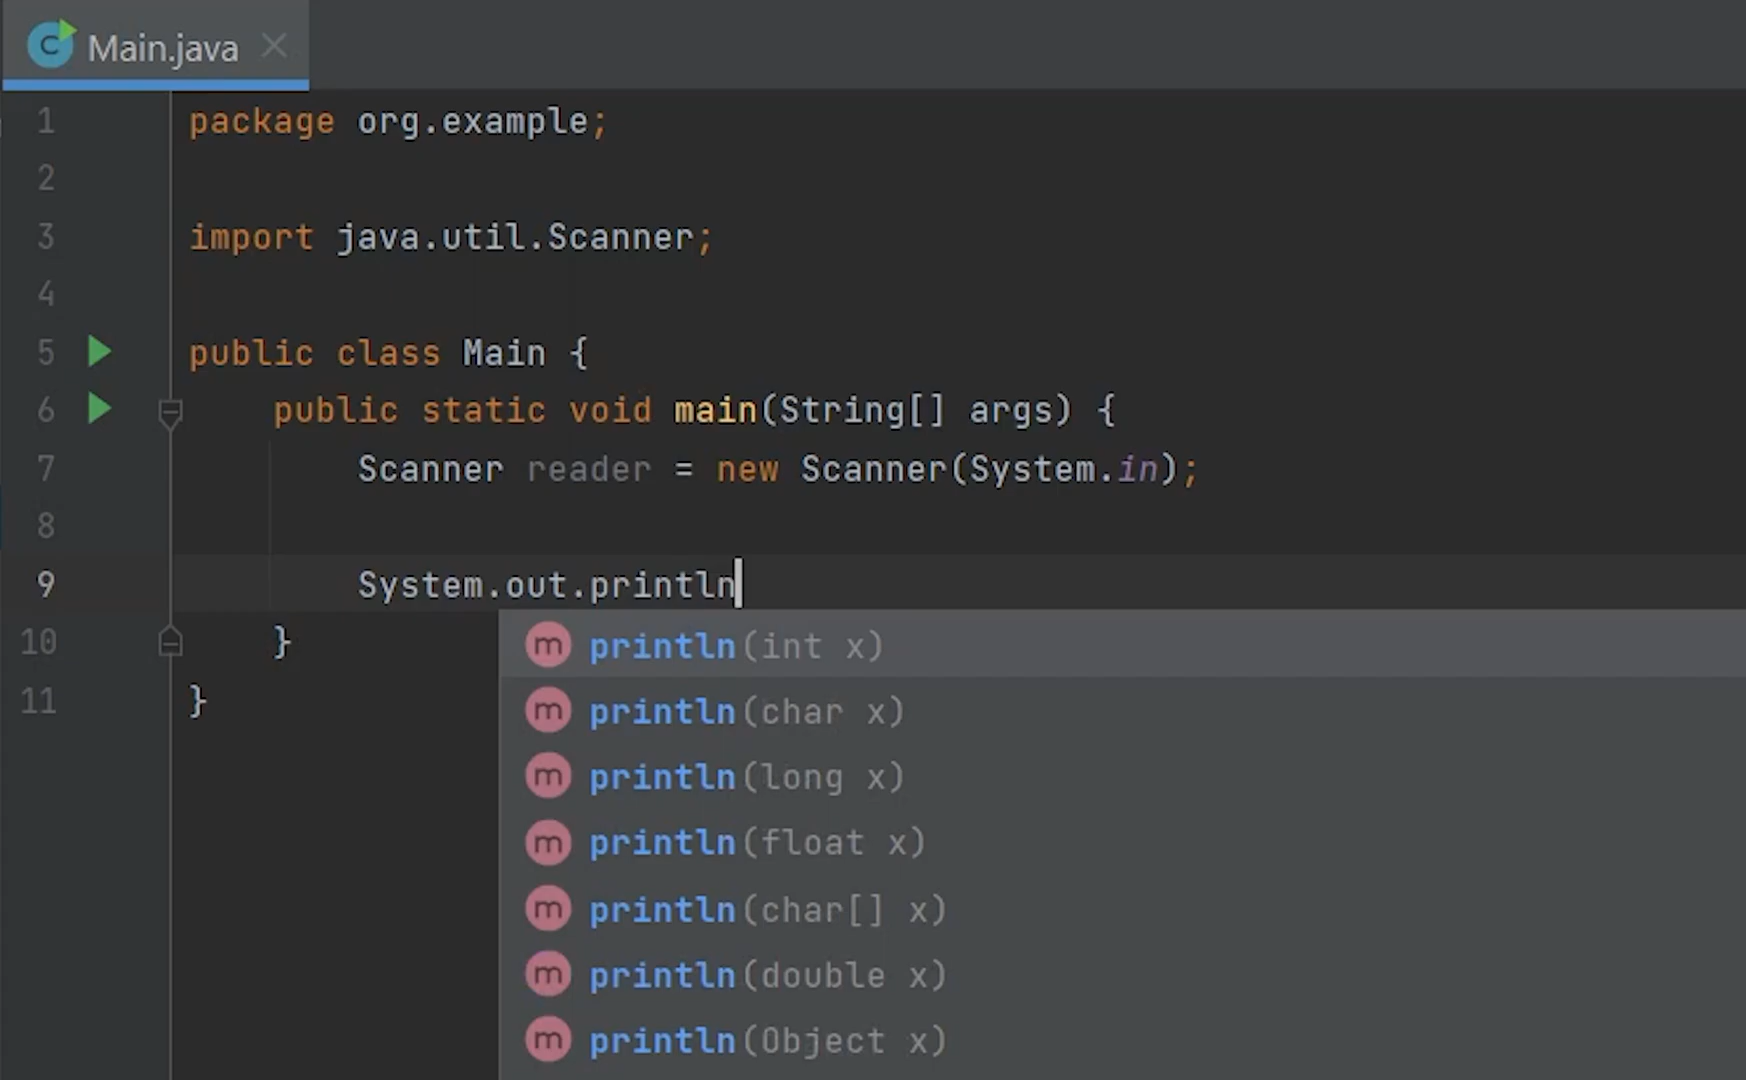 Main.java
1 package org.example;
2
3 import java.util.Scanner;
4
5 public class Main {
6 public static void main(String[] args) {
7 Scanner reader = new Scanner(System.in);
8
9 System.out.println
10 }
11 }
m println(int x)
m println(char x)
m println(long x)
m println(float x)
m println(char[] x)
m println(double x)
m println(Object x)